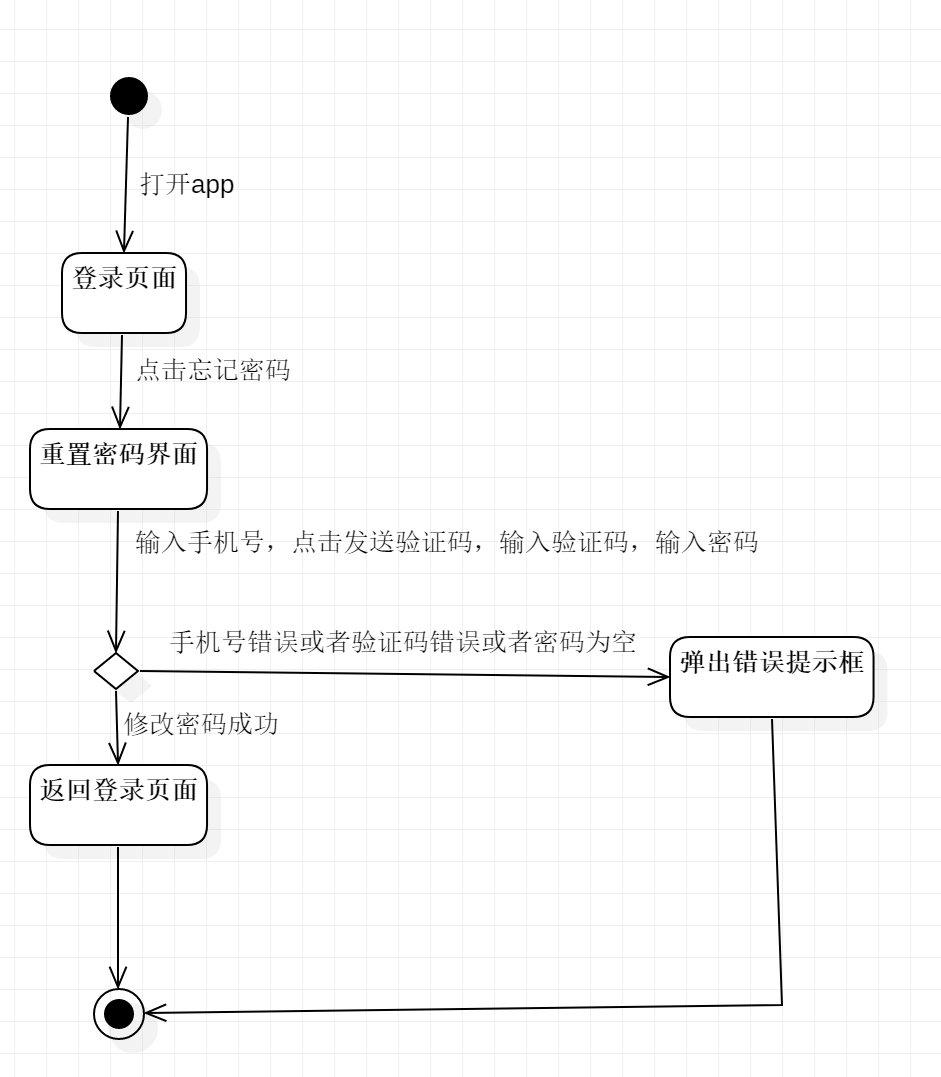 打开app
登录页面
点击忘记密码
重置密码界面
输入手机号，点击发送验证码，输入验证码，输入密码
手机号错误或者验证码错误或者密码为空
弹出错误提示框
修改密码成功
返回登录页面